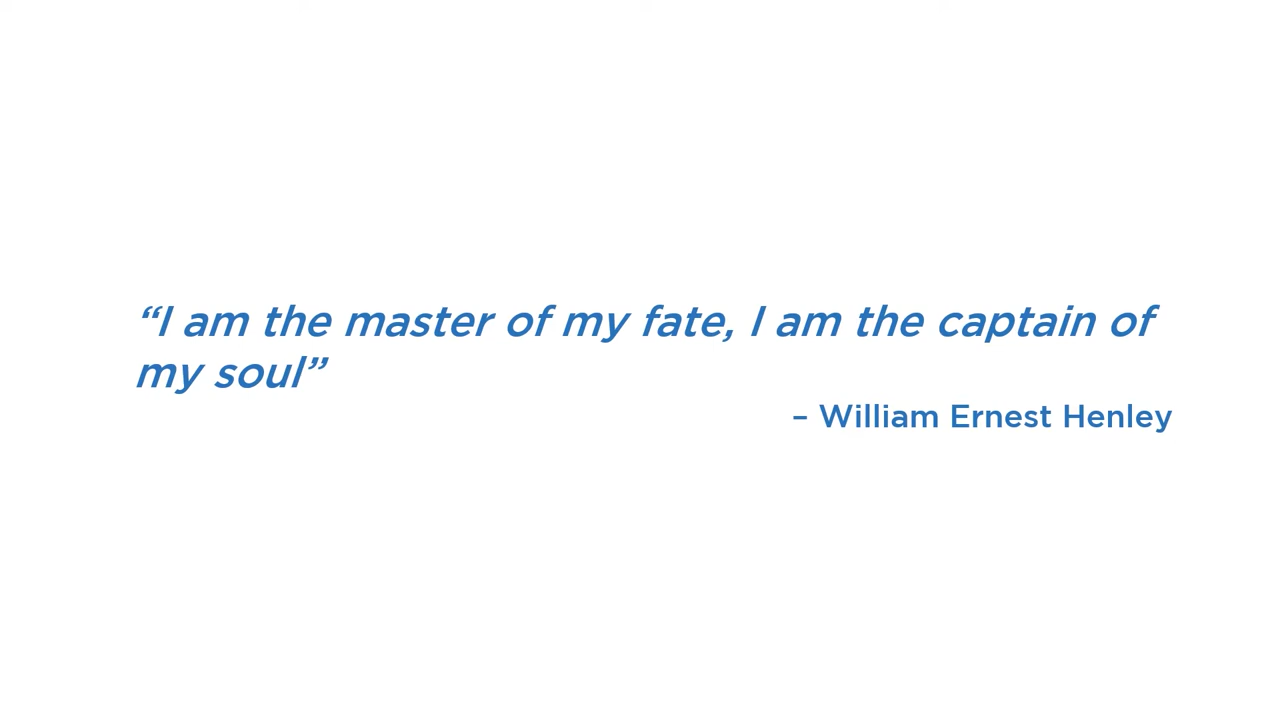 “I am the master of my fate, I am the captain of
my soul”
– William Ernest Henley